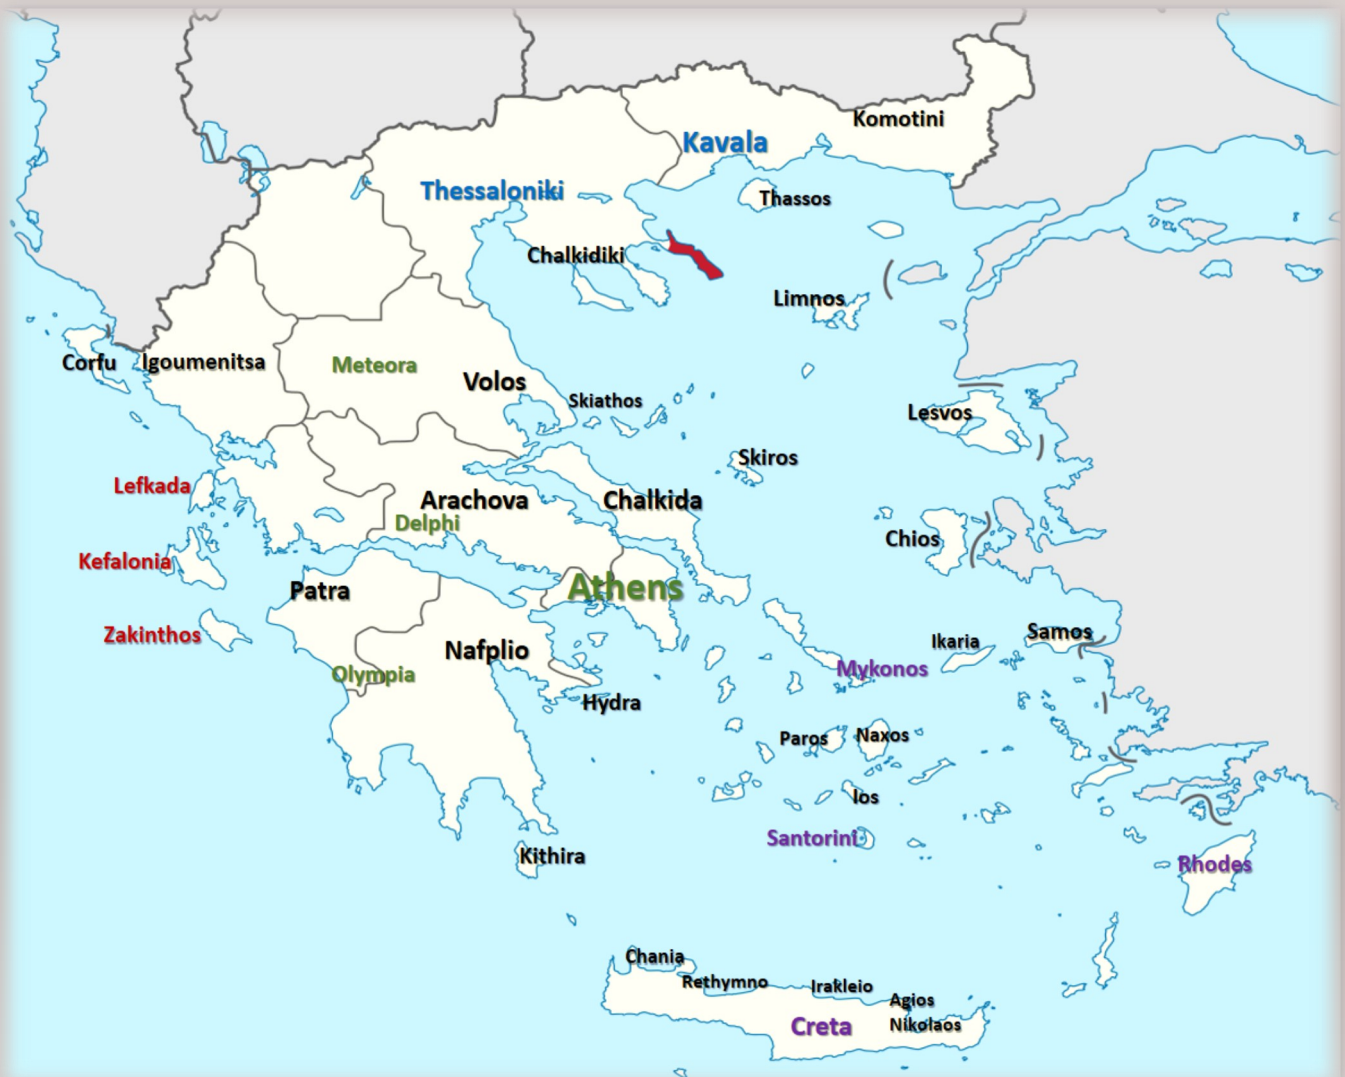 Komotini
Kavala
Thessaloniki
Thassos
Chalkidiki
Limnos
Corfu
Igoumenitsa
Meteora
Volos
Skiathos
Lesvos
Skiros
Lefkada
Arachova
Chalkida
Delphi
Chios
Kefalonia
Patra
Athens
Zakinthos
Nafplio
Ikaria
Samos
Mykonos
Olympia
Hydra
Paros
Naxos
Ios
Santorini
Kithira
Rhodes
Chania
Rethymno
Irakleio
Agios
Nikolaos
Creta